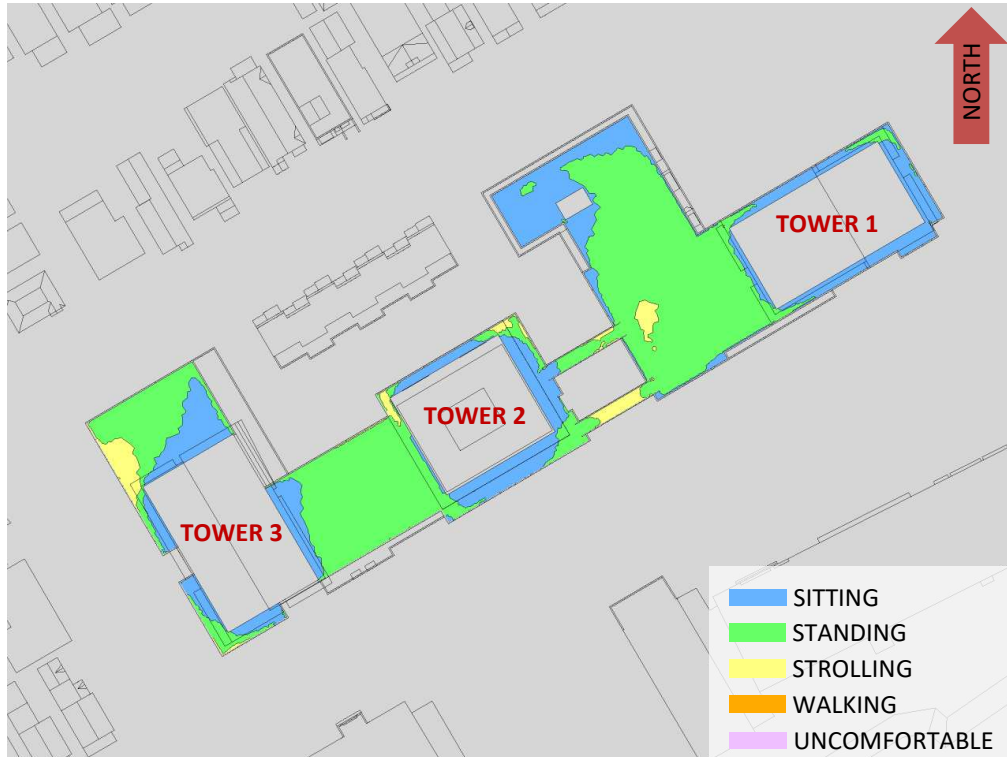 NORTH
TOWER 1
TOWER 2
TOWER 3
SITTING
STANDING
STROLLING
WALKING
UNCOMFORTABLE